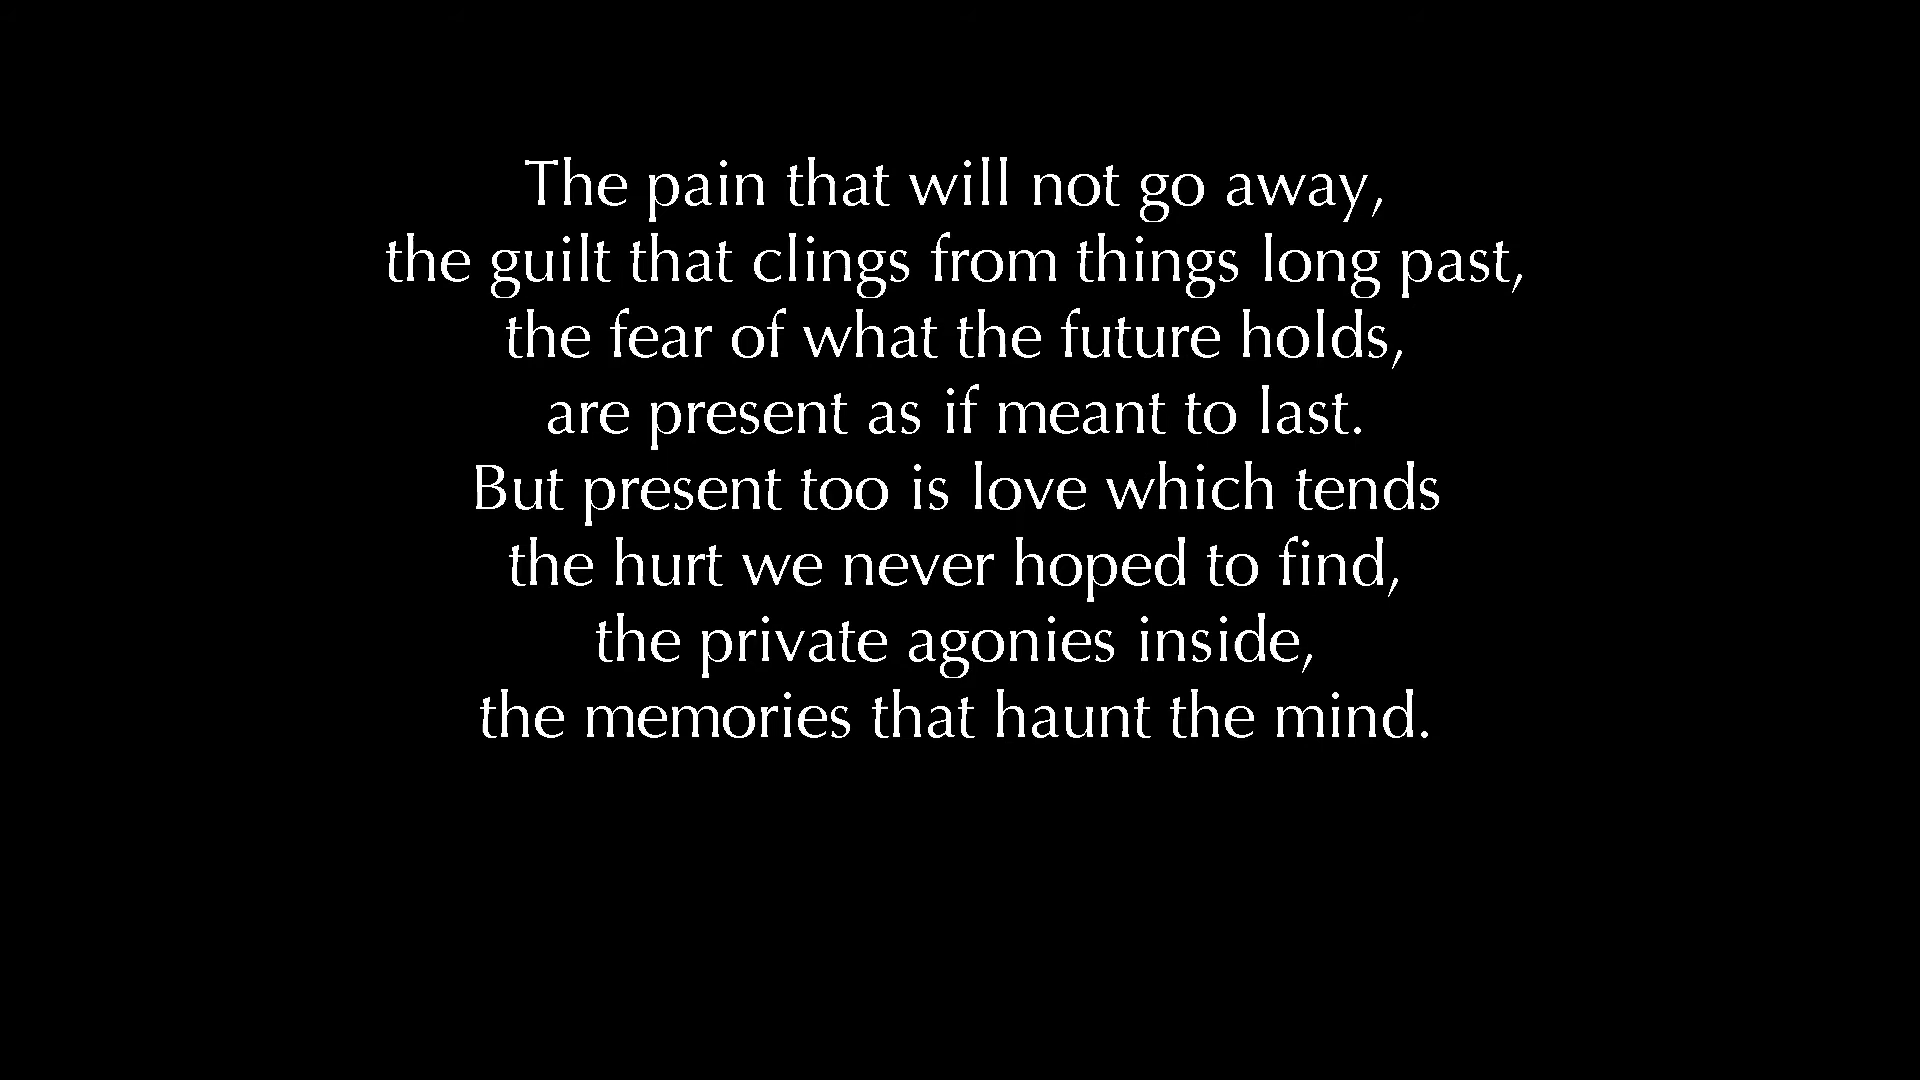 The pain that will not go away,
the guilt that clings from things long past,
the fear of what the future holds,
are present as if meant to last.
But present too is love which tends
the hurt we never hoped to find,
the private agonies inside,
the memories that haunt the mind.